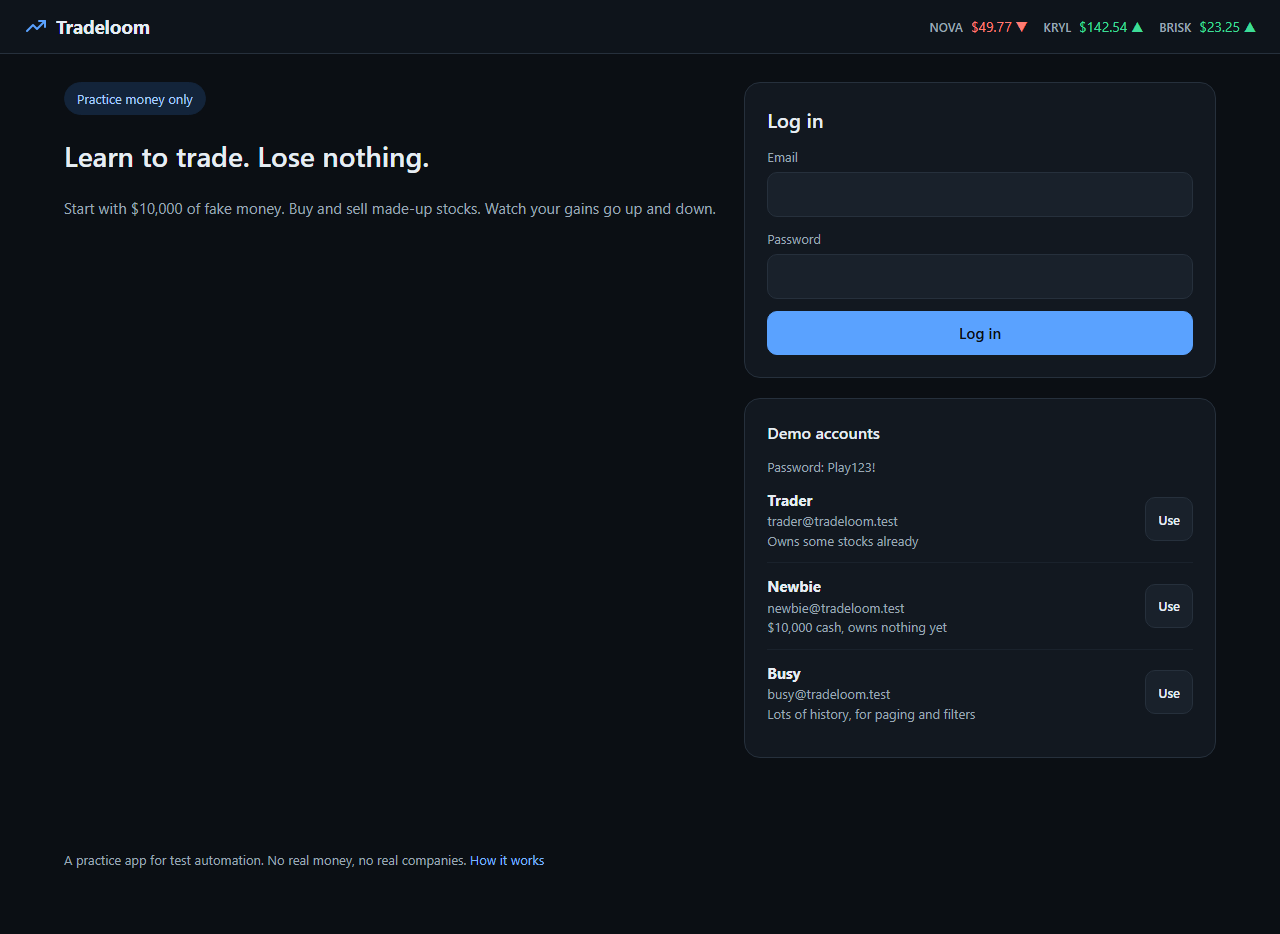 Tradeloom
NOVA $49.77 ▼ KRYL $142.54 ▲ BRISK $23.25 ▲
Practice money only
Learn to trade. Lose nothing.
Start with $10,000 of fake money. Buy and sell made-up stocks. Watch your gains go up and down.
Log in
Email
Password
Log in
Demo accounts
Password: Play123!
Trader
trader@tradeloom.test
Owns some stocks already
Use
Newbie
newbie@tradeloom.test
$10,000 cash, owns nothing yet
Use
Busy
busy@tradeloom.test
Lots of history, for paging and filters
Use
A practice app for test automation. No real money, no real companies. How it works